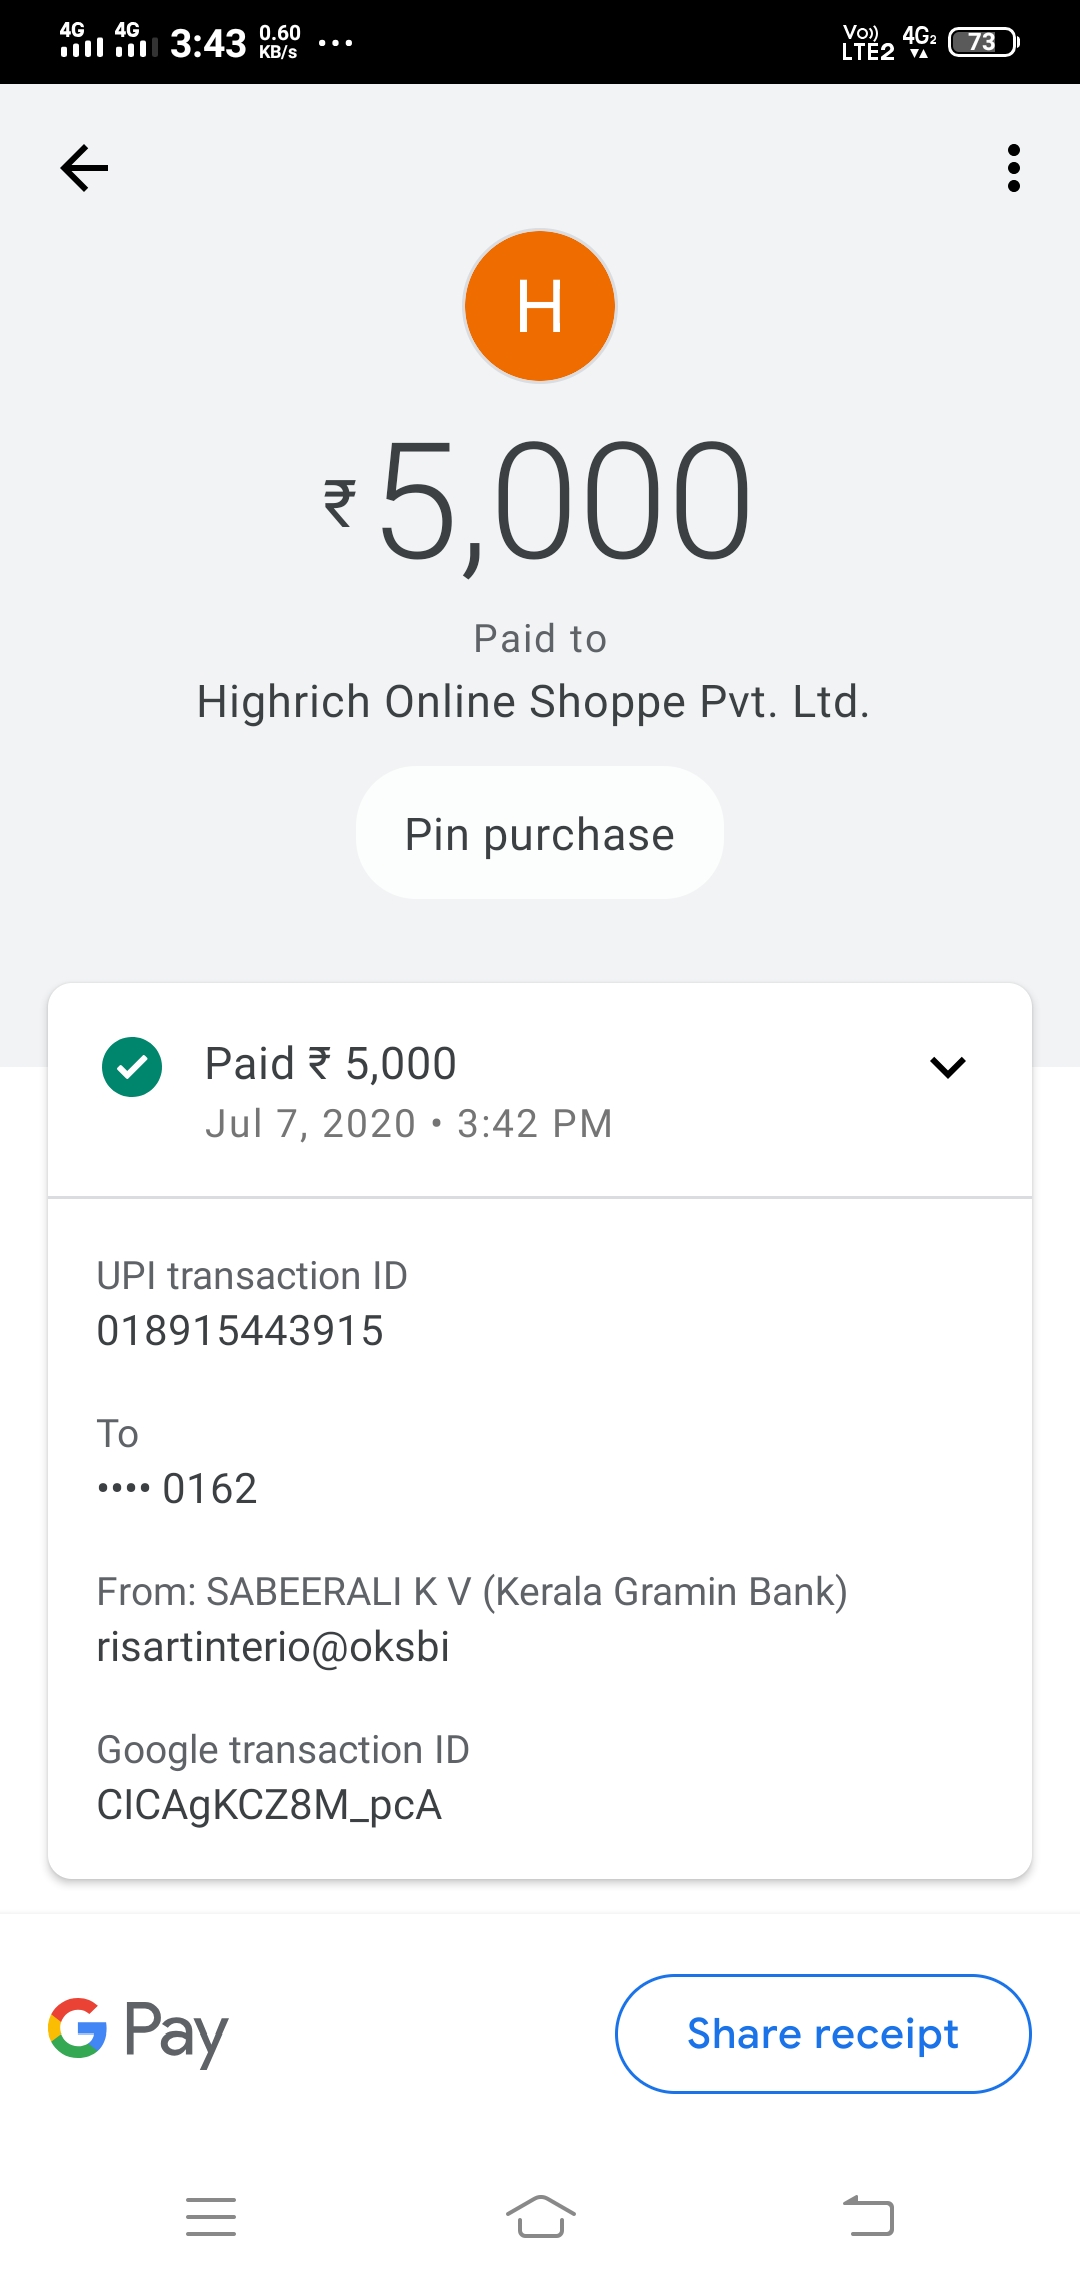 4G 4G 3:43 0.60 KB/s ... Vo)) LTE2 4G2 73
H
₹5,000
Paid to
Highrich Online Shoppe Pvt. Ltd.
Pin purchase
Paid ₹ 5,000
Jul 7, 2020 • 3:42 PM
UPI transaction ID
018915443915
To
•••• 0162
From: SABEERALI K V (Kerala Gramin Bank)
risartinterio@oksbi
Google transaction ID
CICAgKCZ8M_pcA
G Pay
Share receipt